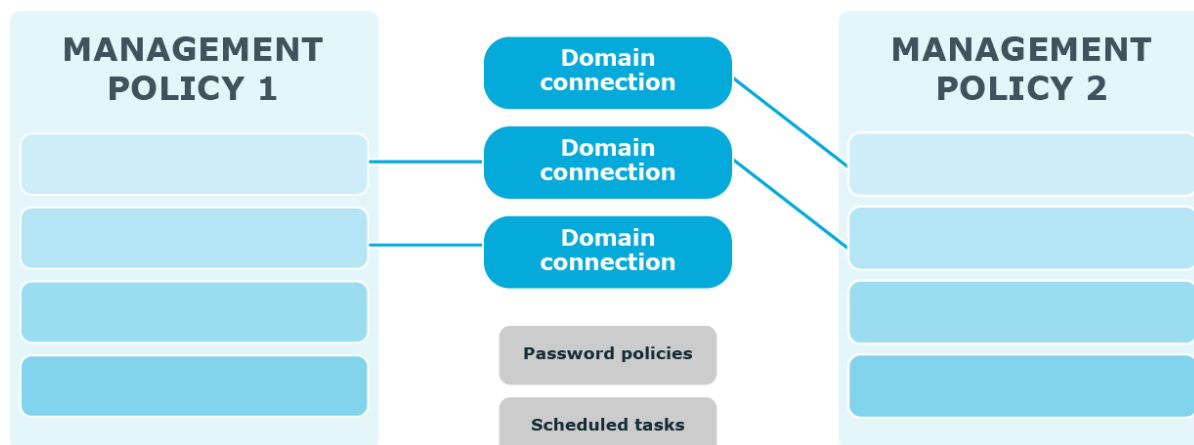 MANAGEMENT
POLICY 1
Domain
connection
Domain
connection
Domain
connection
Password policies
Scheduled tasks
MANAGEMENT
POLICY 2